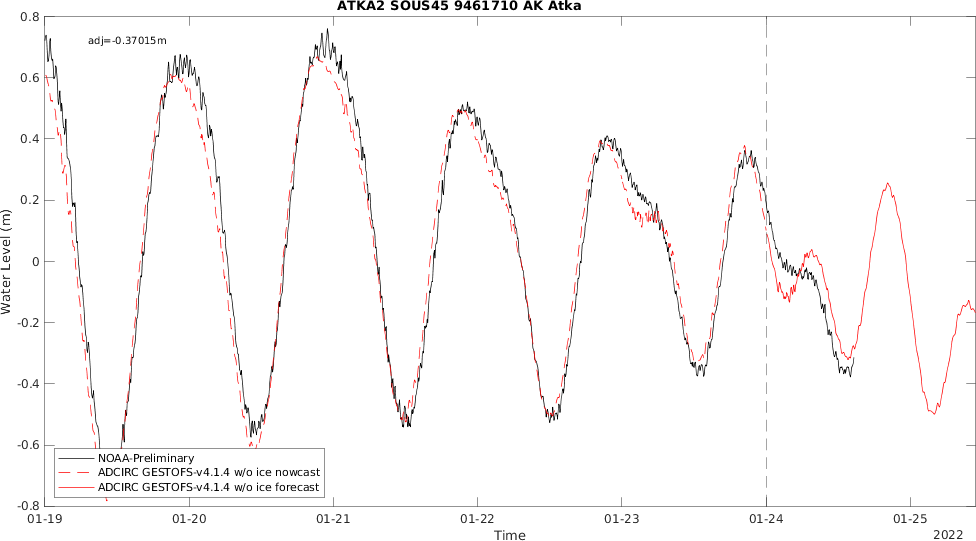 ATKA2 SOUS45 9461710 AK Atka
adj=-0.37015m
0.8
0.6
0.4
0.2
0
-0.2
-0.4
-0.6
-0.8
Water Level (m)
NOAA-Preliminary
ADCIRC GESTOFS-v4.1.4 w/o ice nowcast
ADCIRC GESTOFS-v4.1.4 w/o ice forecast
01-19
01-20
01-21
01-22
01-23
01-24
01-25
Time
2022